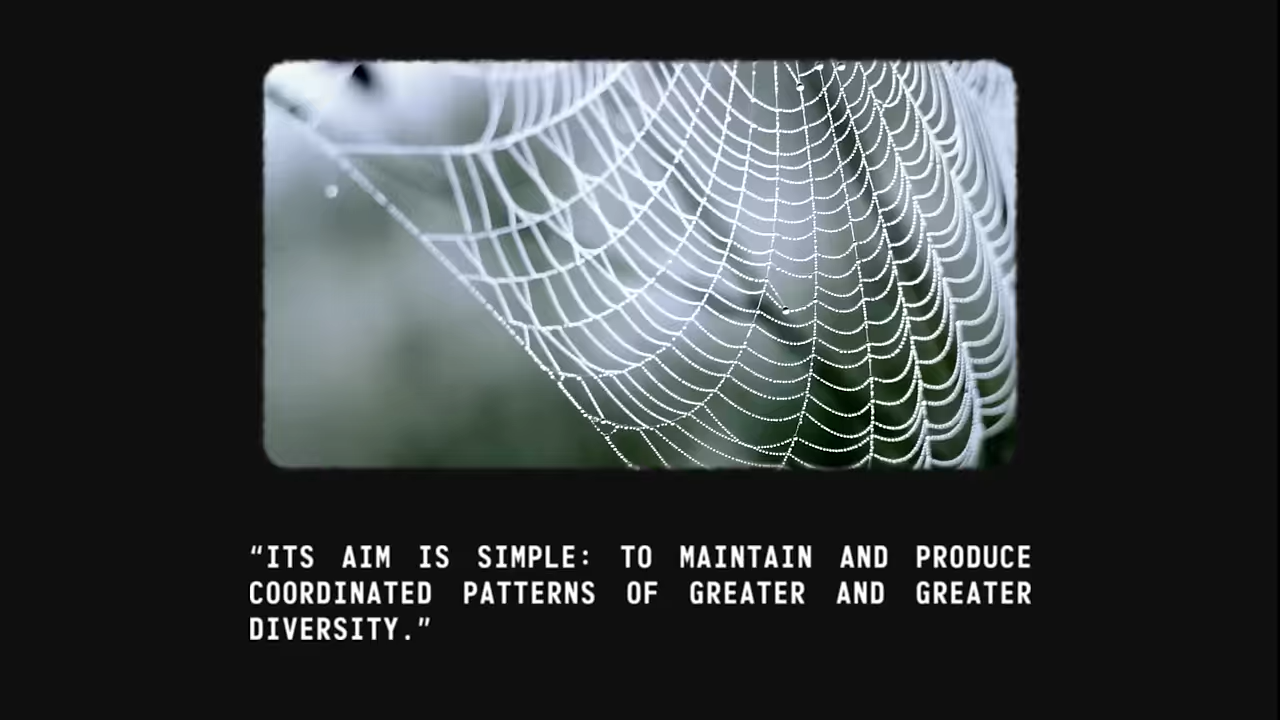 “ITS AIM IS SIMPLE: TO MAINTAIN AND PRODUCE
COORDINATED PATTERNS OF GREATER AND GREATER
DIVERSITY.”